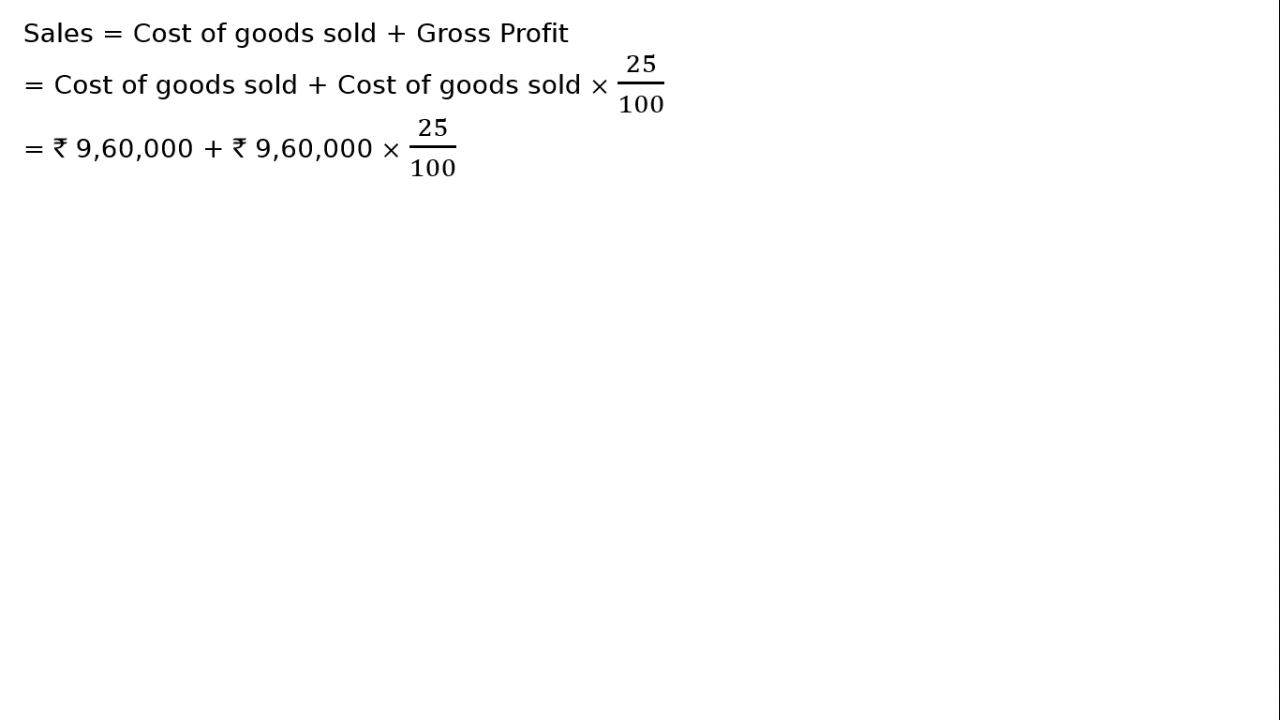 Sales = Cost of goods sold + Gross Profit
= Cost of goods sold + Cost of goods sold × 25/100
= ₹ 9,60,000 + ₹ 9,60,000 × 25/100